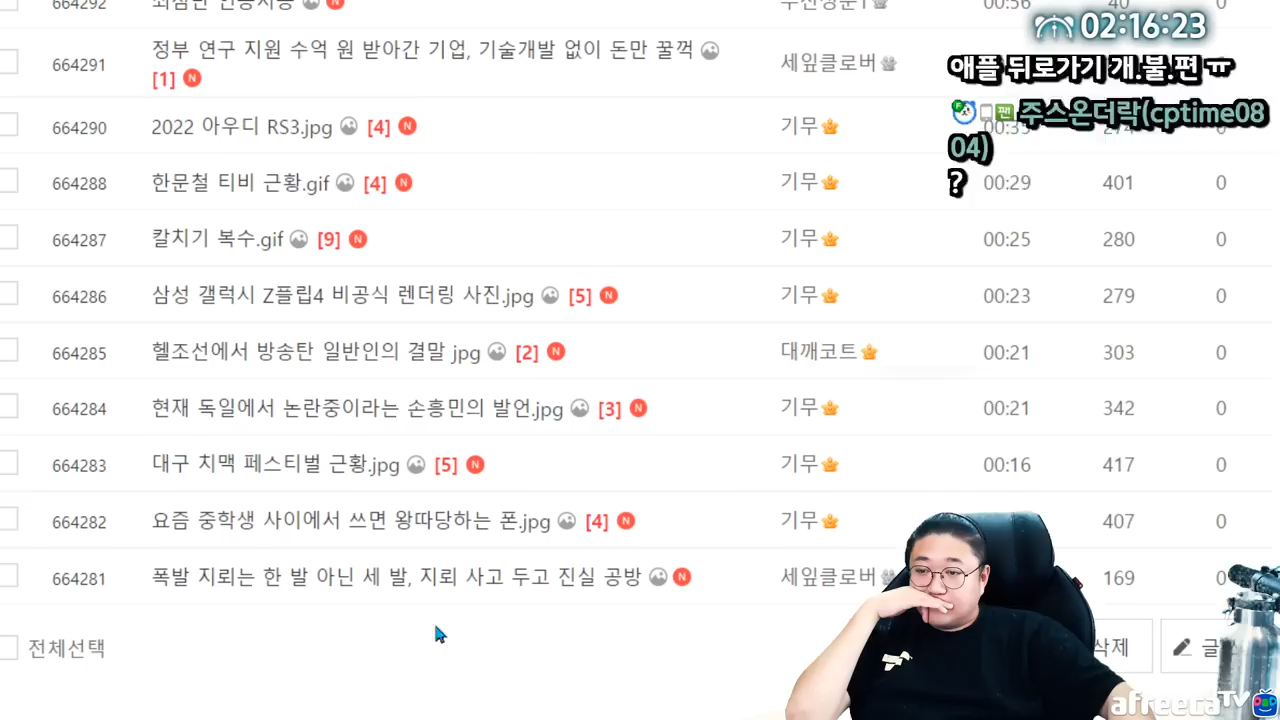 664292
00:56 40 0
02:16:23
정부 연구 지원 수억 원 받아간 기업, 기술개발 없이 돈만 꿀꺽
664291 세잎클로버
[1] N
애플 뒤로가기 개.불.편 ㅠ
664290 2022 아우디 RS3.jpg [4] N 기무 00:35 274 0
주스온더락(cptime08
04)
?
664288 한문철 티비 근황.gif [4] N 기무 00:29 401 0
664287 칼치기 복수.gif [9] N 기무 00:25 280 0
664286 삼성 갤럭시 Z플립4 비공식 렌더링 사진.jpg [5] N 기무 00:23 279 0
664285 헬조선에서 방송탄 일반인의 결말 jpg [2] N 대깨코트 00:21 303 0
664284 현재 독일에서 논란중이라는 손흥민의 발언.jpg [3] N 기무 00:21 342 0
664283 대구 치맥 페스티벌 근황.jpg [5] N 기무 00:16 417 0
664282 요즘 중학생 사이에서 쓰면 왕따당하는 폰.jpg [4] N 기무 407 0
664281 폭발 지뢰는 한 발 아닌 세 발, 지뢰 사고 두고 진실 공방 N 세잎클로버 169 0
전체선택 삭제
afreecaTV